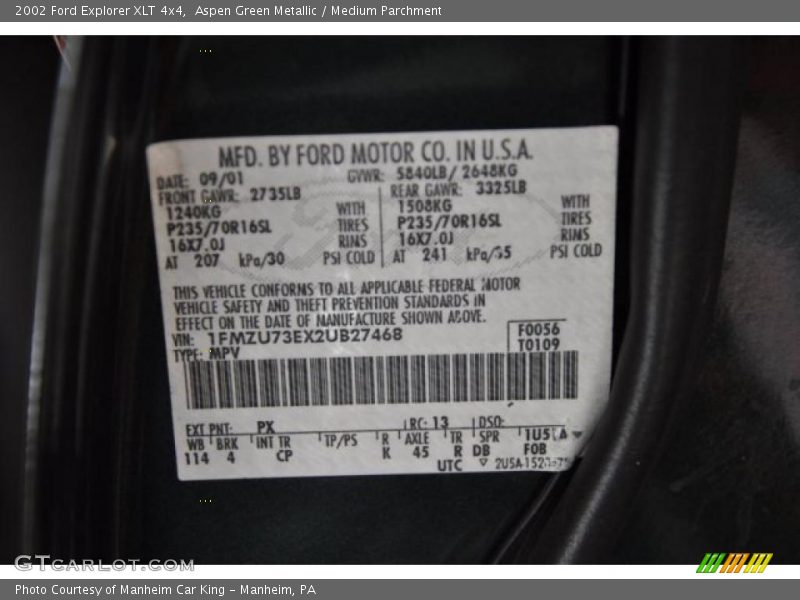 2002 Ford Explorer XLT 4x4, Aspen Green Metallic / Medium Parchment
MFD. BY FORD MOTOR CO. IN U.S.A.
DATE: 09/01 GVWR: 5840LB/ 2648KG
FRONT GAWR: 2735LB REAR GAWR: 3325LB
1240KG WITH 1508KG WITH
P235/70R16SL TIRES P235/70R16SL TIRES
16X7.0J RIMS 16X7.0J RIMS
AT 207 kPa/30 PSI COLD AT 241 kPa/35 PSI COLD
THIS VEHICLE CONFORMS TO ALL APPLICABLE FEDERAL MOTOR
VEHICLE SAFETY AND THEFT PREVENTION STANDARDS IN
EFFECT ON THE DATE OF MANUFACTURE SHOWN ABOVE.
VIN: 1FMZU73EX2UB27468 F0056
TYPE: MPV T0109
EXT PNT: PX RC: 13 DSO:
WB BRK INT TR TP/PS R AXLE TR SPR
114 4 CP K 45 R DB FOB
UTC
GTCarLot.com
Photo Courtesy of Manheim Car King - Manheim, PA